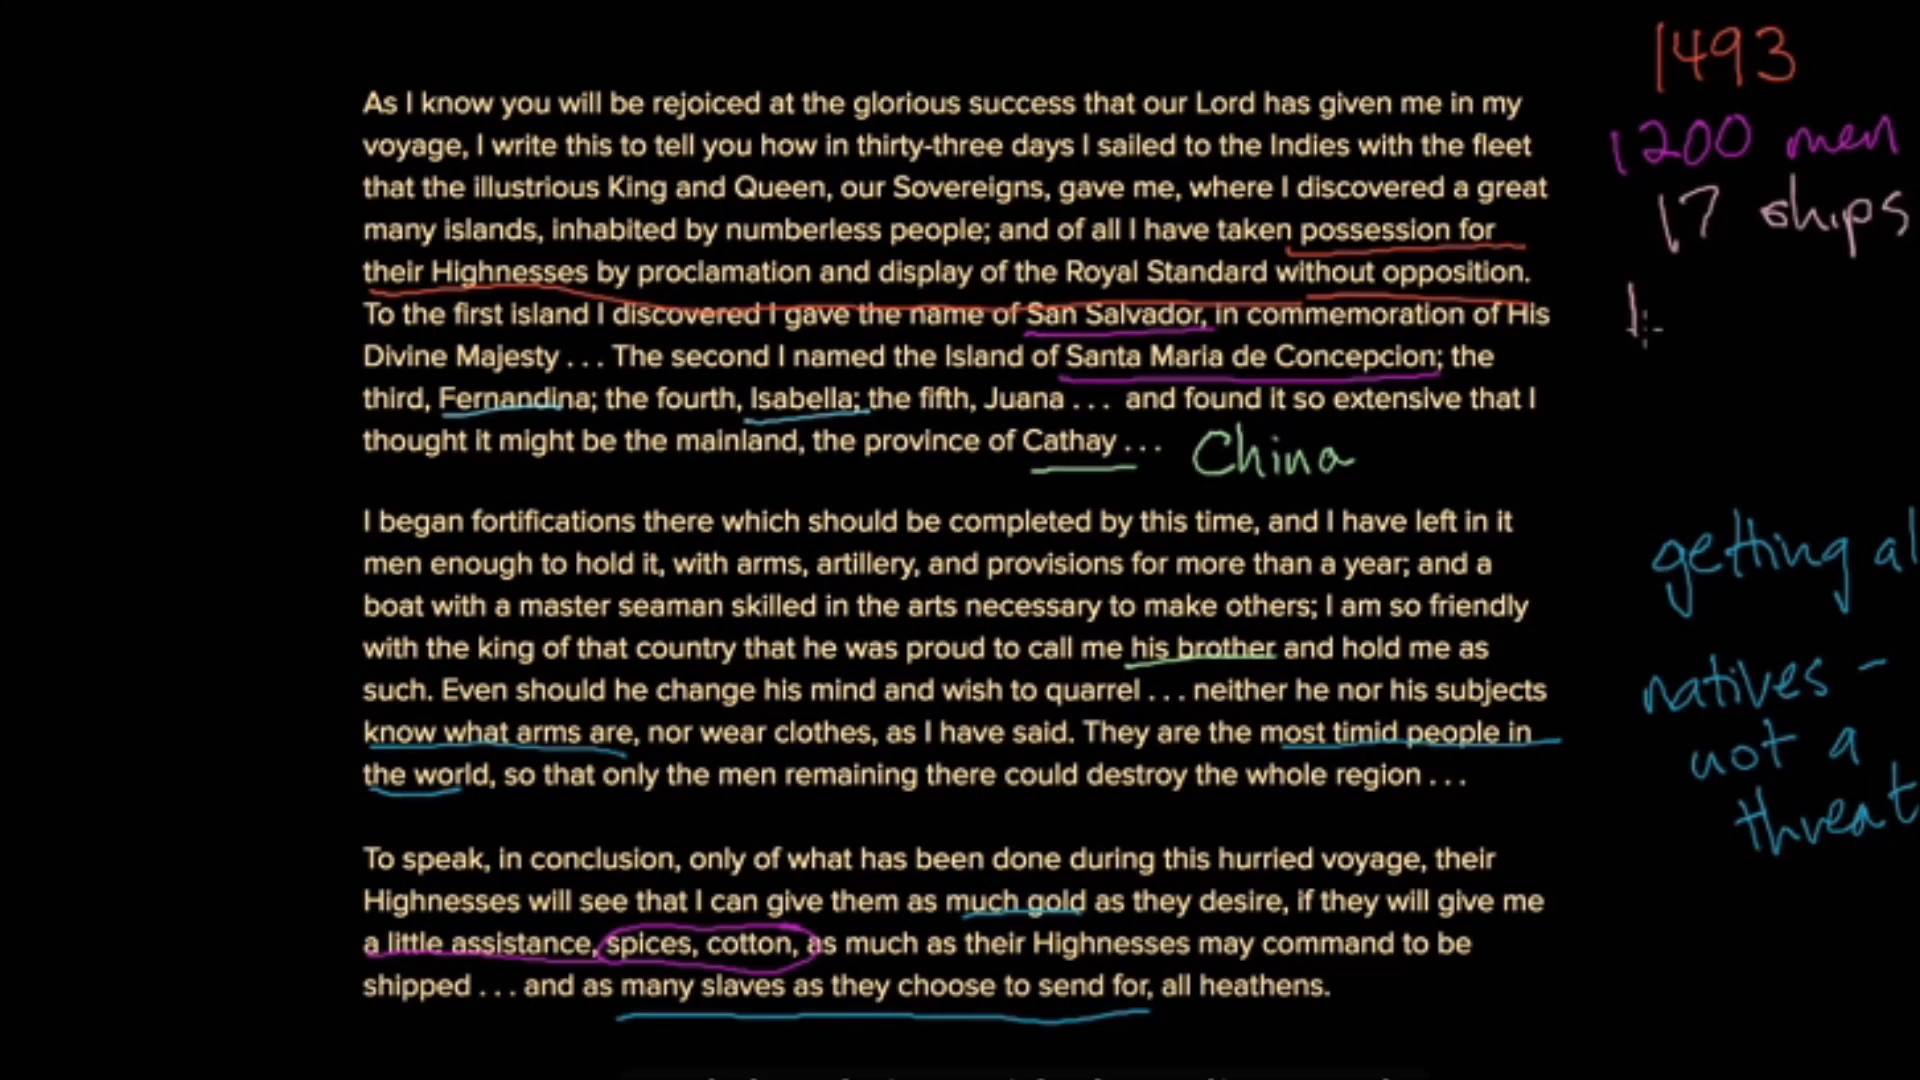 As I know you will be rejoiced at the glorious success that our Lord has given me in my
voyage, I write this to tell you how in thirty-three days I sailed to the Indies with the fleet
that the illustrious King and Queen, our Sovereigns, gave me, where I discovered a great
many islands, inhabited by numberless people; and of all I have taken possession for
their Highnesses by proclamation and display of the Royal Standard without opposition.
To the first island I discovered I gave the name of San Salvador, in commemoration of His
Divine Majesty . . . The second I named the Island of Santa Maria de Concepcion; the
third, Fernandina; the fourth, Isabella; the fifth, Juana . . . and found it so extensive that I
thought it might be the mainland, the province of Cathay . . . China
I began fortifications there which should be completed by this time, and I have left in it
men enough to hold it, with arms, artillery, and provisions for more than a year; and a
boat with a master seaman skilled in the arts necessary to make others; I am so friendly
with the king of that country that he was proud to call me his brother and hold me as
such. Even should he change his mind and wish to quarrel . . . neither he nor his subjects
know what arms are, nor wear clothes, as I have said. They are the most timid people in
the world, so that only the men remaining there could destroy the whole region . . .
To speak, in conclusion, only of what has been done during this hurried voyage, their
Highnesses will see that I can give them as much gold as they desire, if they will give me
a little assistance, spices, cotton, as much as their Highnesses may command to be
shipped . . . and as many slaves as they choose to send for, all heathens.
1493
1200 men
17 ships
getting al
natives -
not a
threat